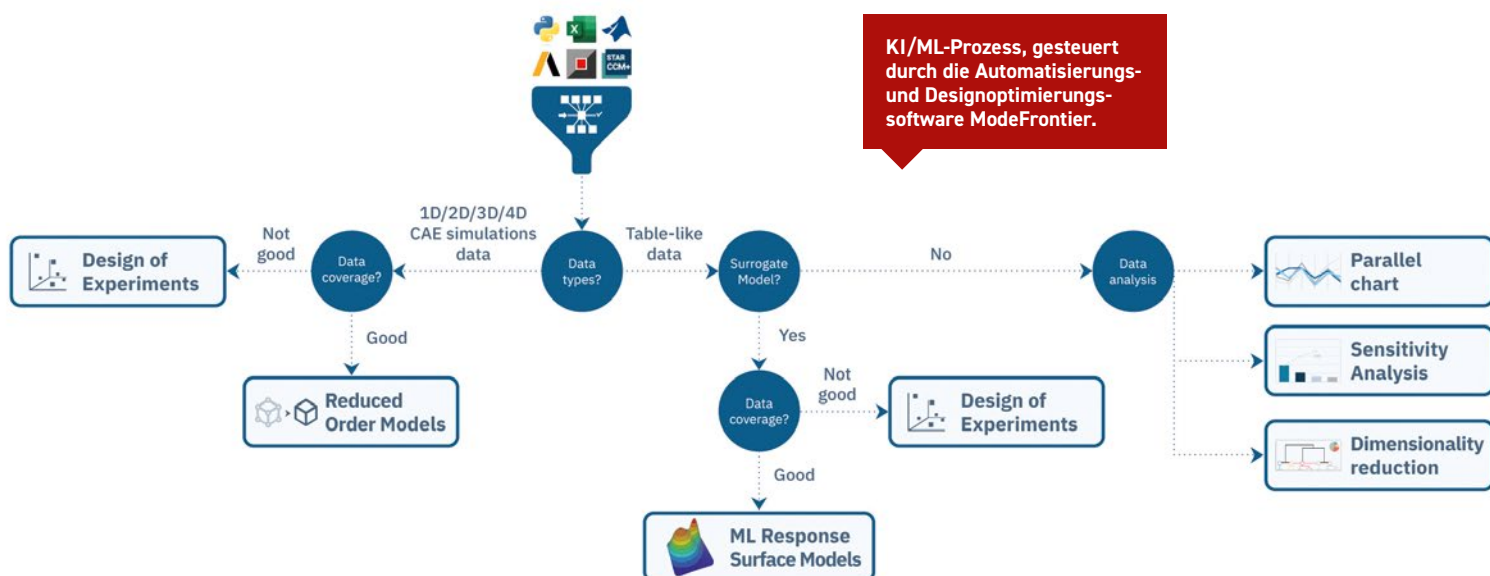 STAR
CCM+
KI/ML-Prozess, gesteuert
durch die Automatisierungs-
und Designoptimierungs-
software ModeFrontier.
1D/2D/3D/4D
CAE simulations
data
Not
good
Design of
Experiments
Data
coverage?
Data
types?
Table-like
data
Surrogate
Model?
No
Data
analysis
Parallel
chart
Good
Yes
Sensitivity
Analysis
Reduced
Order Models
Data
coverage?
Not
good
Design of
Experiments
Dimensionality
reduction
Good
ML Response
Surface Models